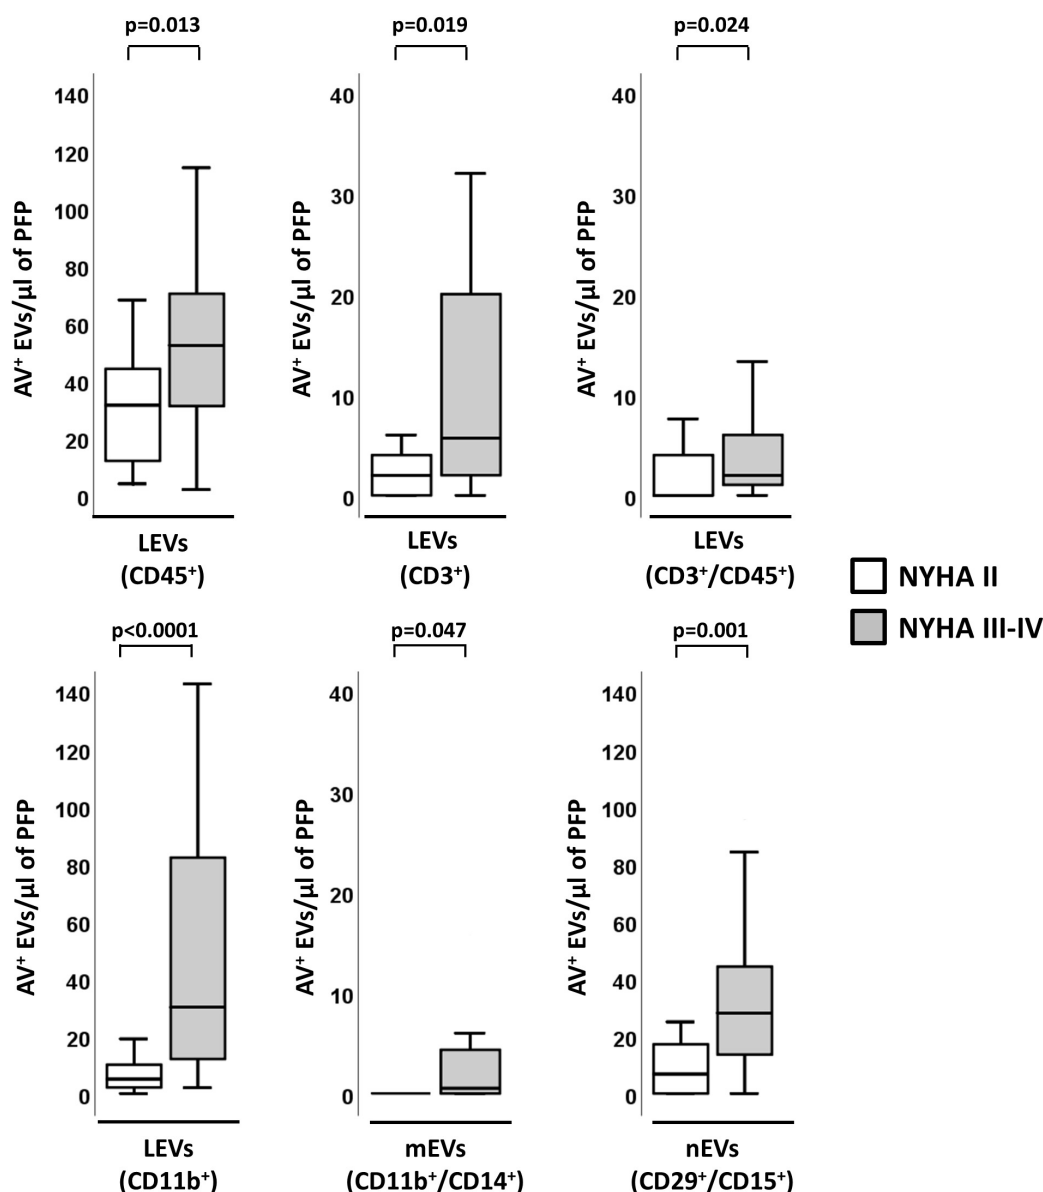 p=0.013
p=0.019
p=0.024
140
120
100
80
60
40
20
0
AV⁺ EVs/µl of PFP
LEVs
(CD45⁺)
40
30
20
10
0
AV⁺ EVs/µl of PFP
LEVs
(CD3⁺)
40
30
20
10
0
AV⁺ EVs/µl of PFP
LEVs
(CD3⁺/CD45⁺)
NYHA II
NYHA III-IV
p<0.0001
p=0.047
p=0.001
140
120
100
80
60
40
20
0
AV⁺ EVs/µl of PFP
LEVs
(CD11b⁺)
40
30
20
10
0
AV⁺ EVs/µl of PFP
mEVs
(CD11b⁺/CD14⁺)
140
120
100
80
60
40
20
0
AV⁺ EVs/µl of PFP
nEVs
(CD29⁺/CD15⁺)